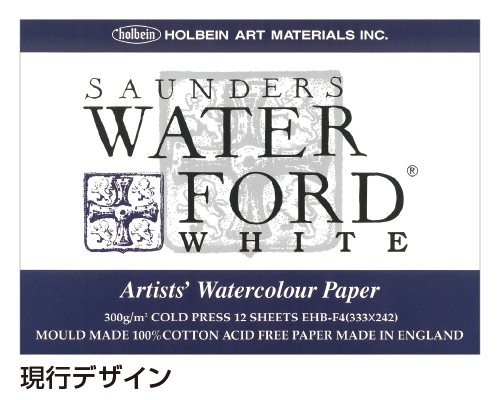 holbein HOLBEIN ART MATERIALS INC.
SAUNDERS
WATER
FORD®
WHITE
Artists' Watercolour Paper
300g/m² COLD PRESS 12 SHEETS EHB-F4(333X242)
MOULD MADE 100%COTTON ACID FREE PAPER MADE IN ENGLAND
現行デザイン